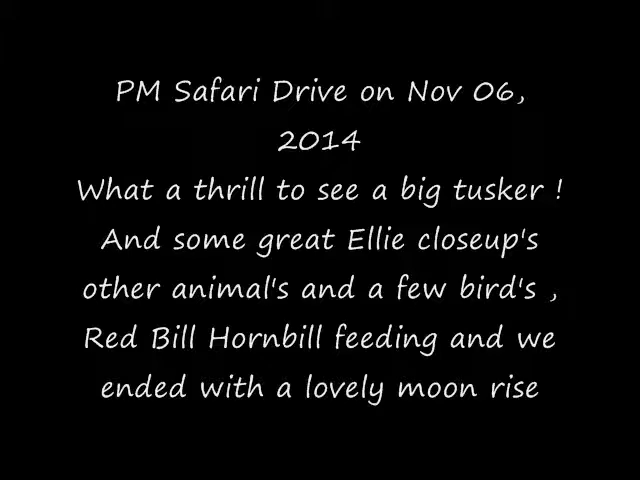 PM Safari Drive on Nov 06,
2014
What a thrill to see a big tusker !
And some great Ellie closeup's
other animal's and a few bird's ,
Red Bill Hornbill feeding and we
ended with a lovely moon rise